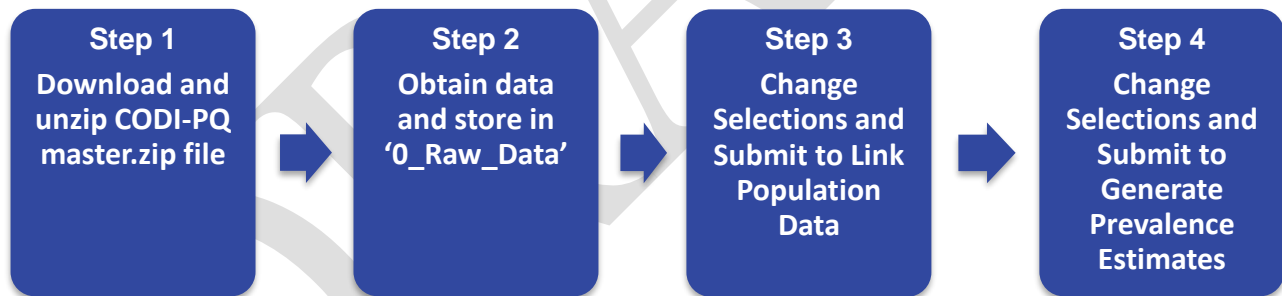 Step 1
Download and
unzip CODI-PQ
master.zip file
Step 2
Obtain data
and store in
‘0_Raw_Data’
Step 3
Change
Selections and
Submit to Link
Population
Data
Step 4
Change
Selections and
Submit to
Generate
Prevalence
Estimates